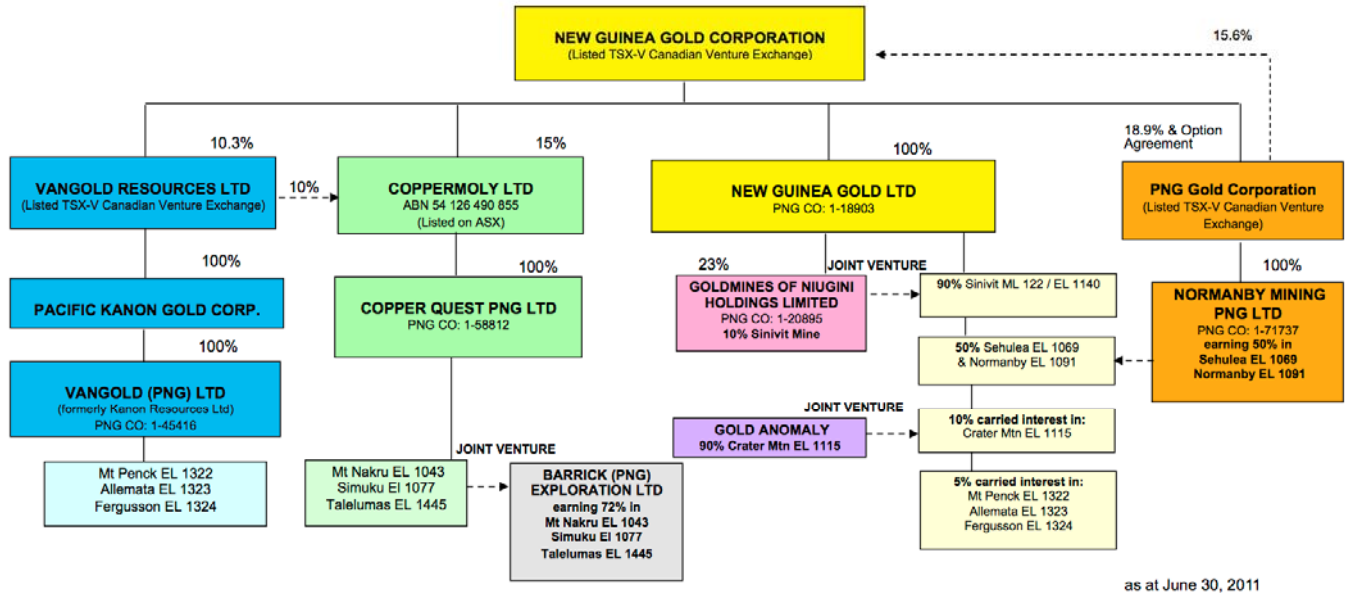 NEW GUINEA GOLD CORPORATION
(Listed TSX-V Canadian Venture Exchange)
15.6%
10.3%
15%
100%
18.9% & Option
Agreement
VANGOLD RESOURCES LTD
(Listed TSX-V Canadian Venture Exchange)
10%
COPPERMOLY LTD
ABN 54 126 490 855
(Listed on ASX)
NEW GUINEA GOLD LTD
PNG CO: 1-18903
PNG Gold Corporation
(Listed TSX-V Canadian Venture
Exchange)
100%
PACIFIC KANON GOLD CORP.
100%
COPPER QUEST PNG LTD
PNG CO: 1-58812
23%
JOINT VENTURE
GOLDMINES OF NIUGINI
HOLDINGS LIMITED
PNG CO: 1-20895
10% Sinivit Mine
90% Sinivit ML 122 / EL 1140
100%
NORMANBY MINING
PNG LTD
PNG CO: 1-71737
earning 50% in
Sehulea EL 1069
Normanby EL 1091
50% Sehulea EL 1069
& Normanby EL 1091
100%
VANGOLD (PNG) LTD
(formerly Kanon Resources Ltd)
PNG CO: 1-45416
JOINT VENTURE
GOLD ANOMALY
90% Crater Mtn EL 1115
10% carried interest in:
Crater Mtn EL 1115
Mt Penck EL 1322
Allemata EL 1323
Fergusson EL 1324
JOINT VENTURE
Mt Nakru EL 1043
Simuku El 1077
Talelumas EL 1445
BARRICK (PNG)
EXPLORATION LTD
earning 72% in
Mt Nakru EL 1043
Simuku El 1077
Talelumas EL 1445
5% carried interest in:
Mt Penck EL 1322
Allemata EL 1323
Fergusson EL 1324
as at June 30, 2011